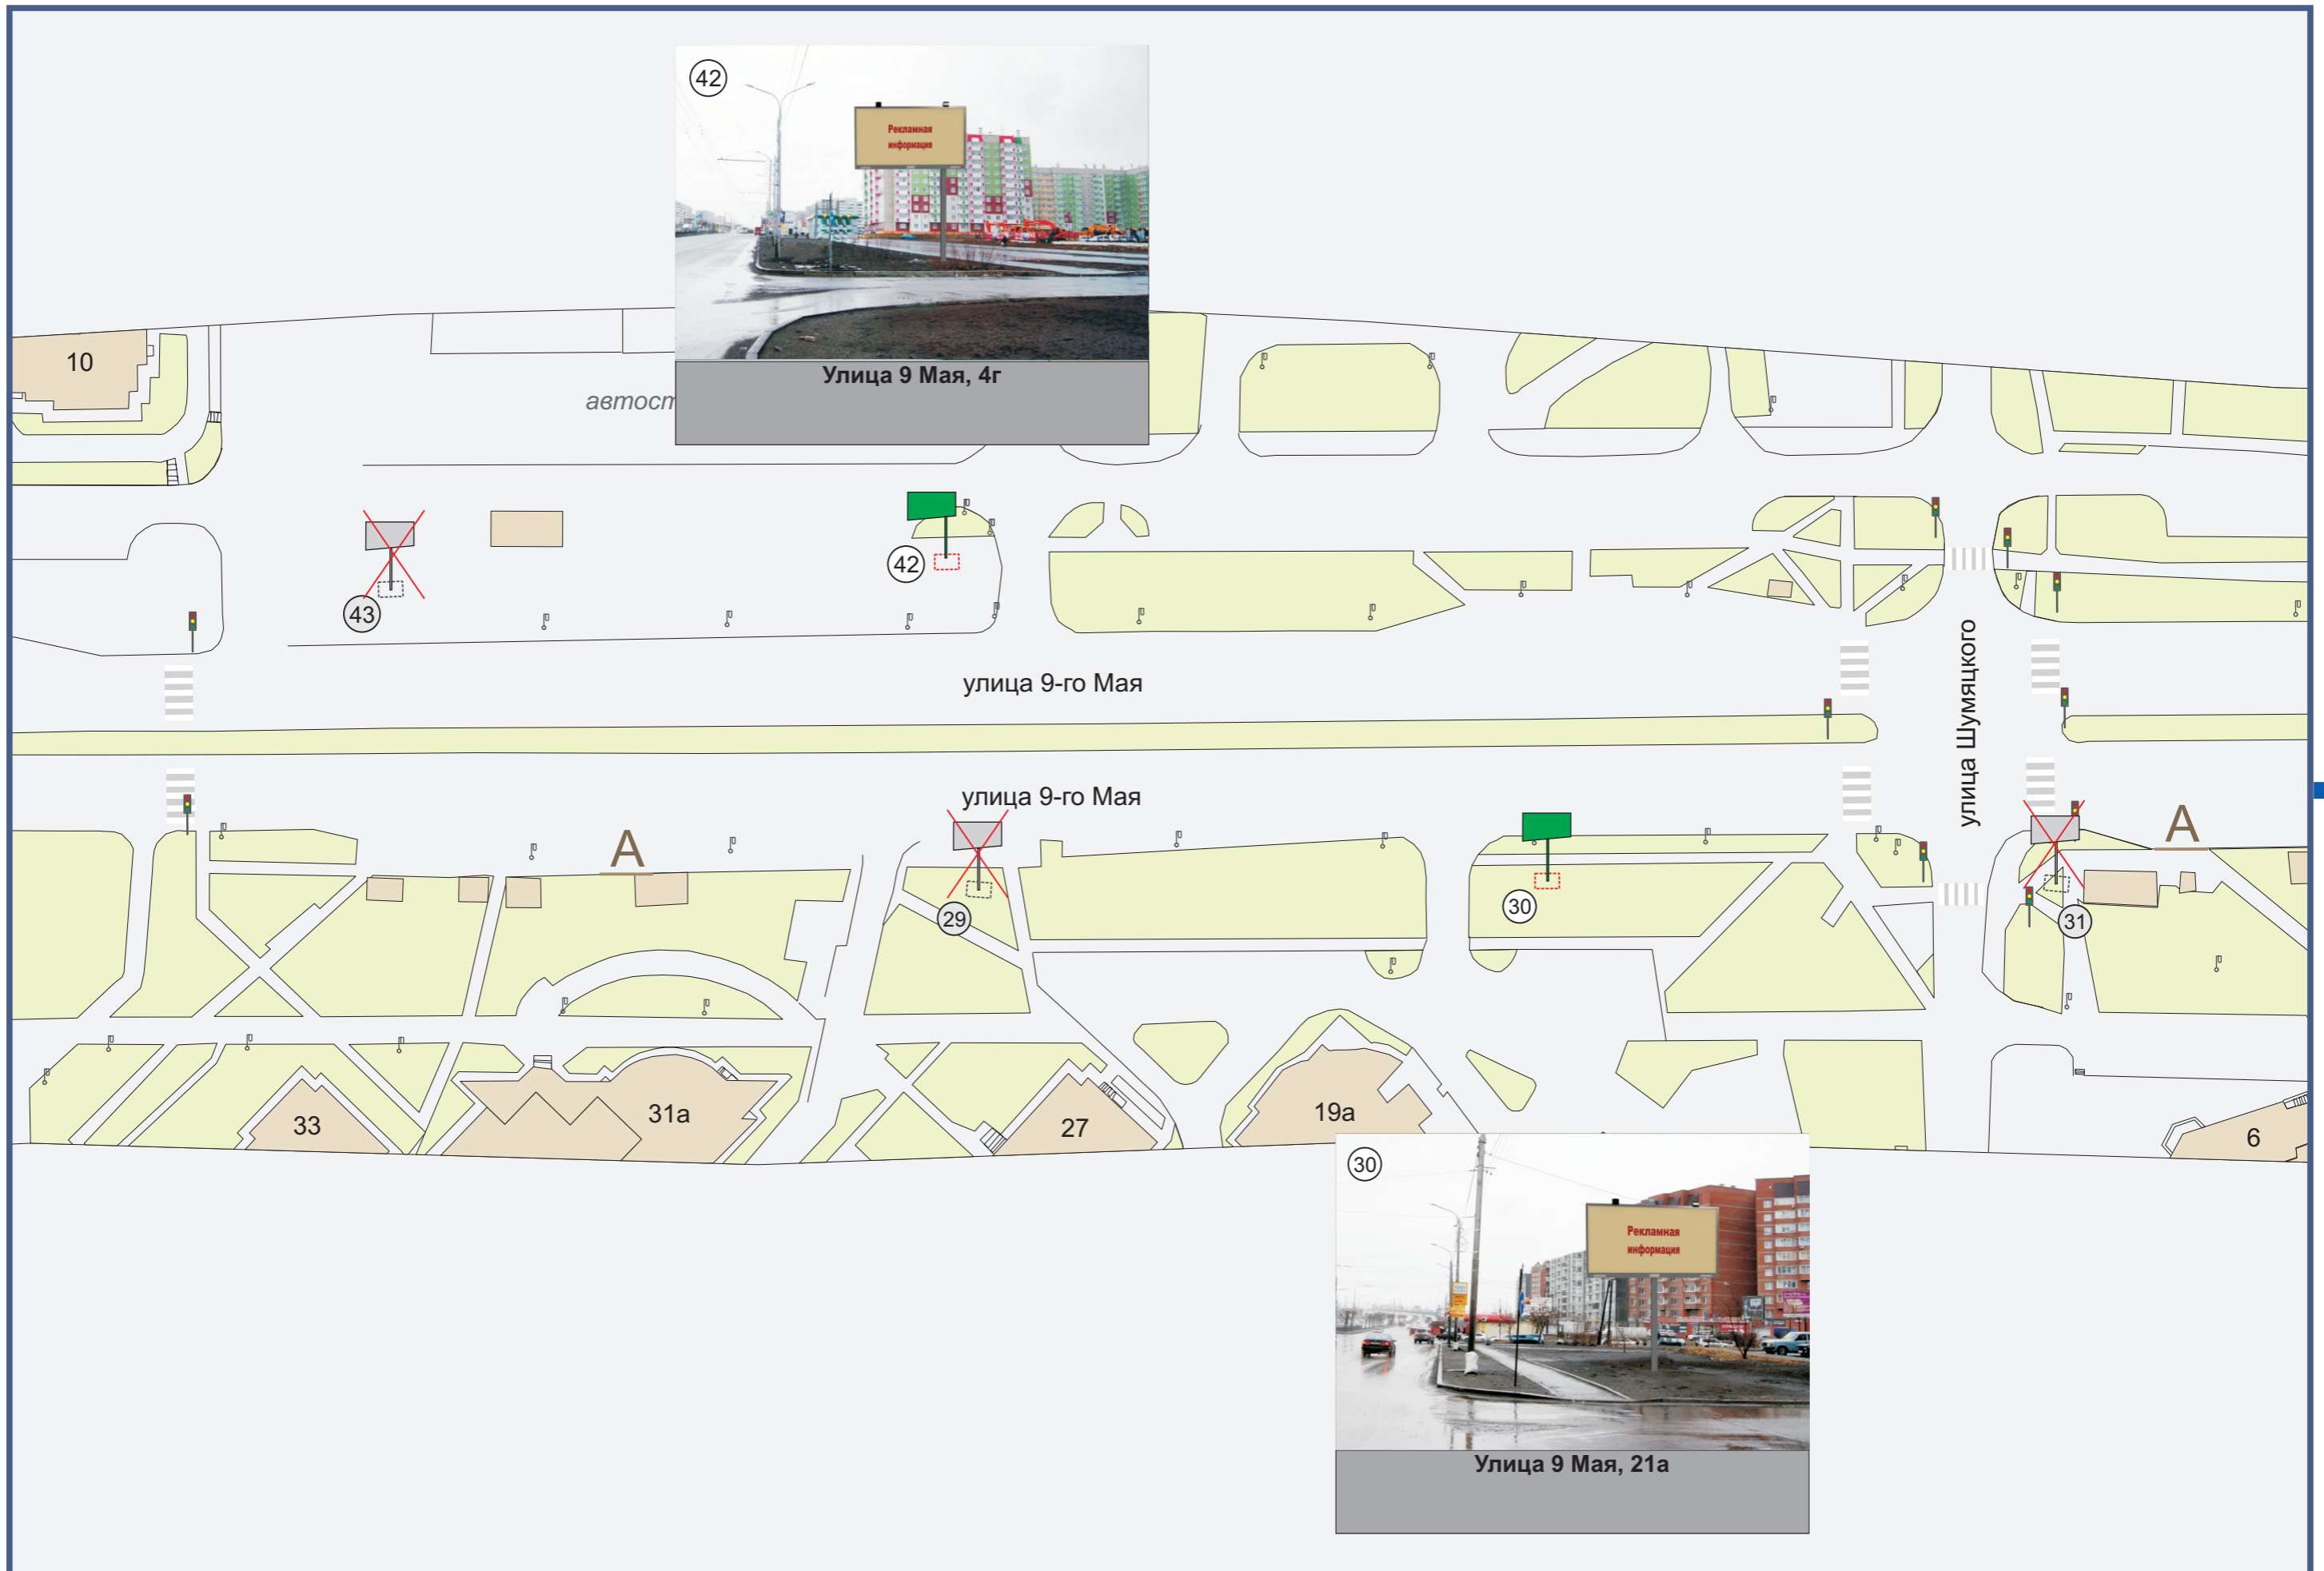 42
Рекламная
информация
Улица 9 Мая, 4г
10
автост
42
43
улица 9-го Мая
улица Шумяцкого
улица 9-го Мая
А
А
29
30
31
33
31а
27
19а
6
30
Рекламная
информация
Улица 9 Мая, 21а